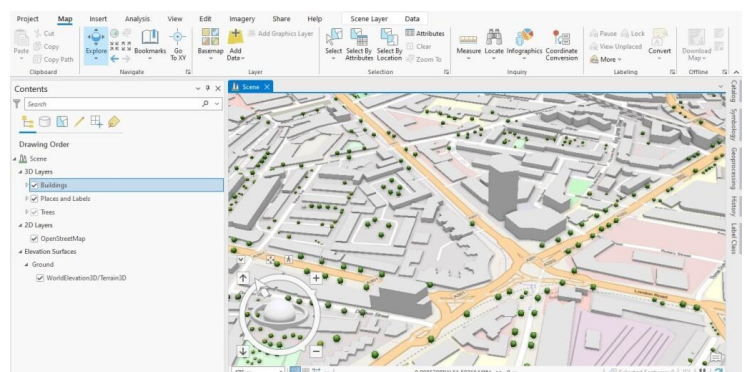 Project Map Insert Analysis Vysis View Edit Imagery Share Help Scene Layer Data
Cut
Copy
Copy Path
Paste
Explore
Bookmarks
Go To XY
Basemap
Add Data
Add Graphics Layer
Select
Select By Attributes
Select By Location
Attributes
Clear
Zoom To
Measure
Locate
Infographics
Coordinate Conversion
Pause
Lock
View Unplaced
More
Convert
Download Map
Clipboard
Navigate
Layer
Selection
Inquiry
Labeling
Offline
Contents
Search
Drawing Order
Scene
3D Layers
Buildings
Places and Labels
Trees
2D Layers
OpenStreetMap
Elevation Surfaces
Ground
WorldElevation3D/Terrain3D
Scene
Catalog
Symbology
Geoprocessing
History
Label Class